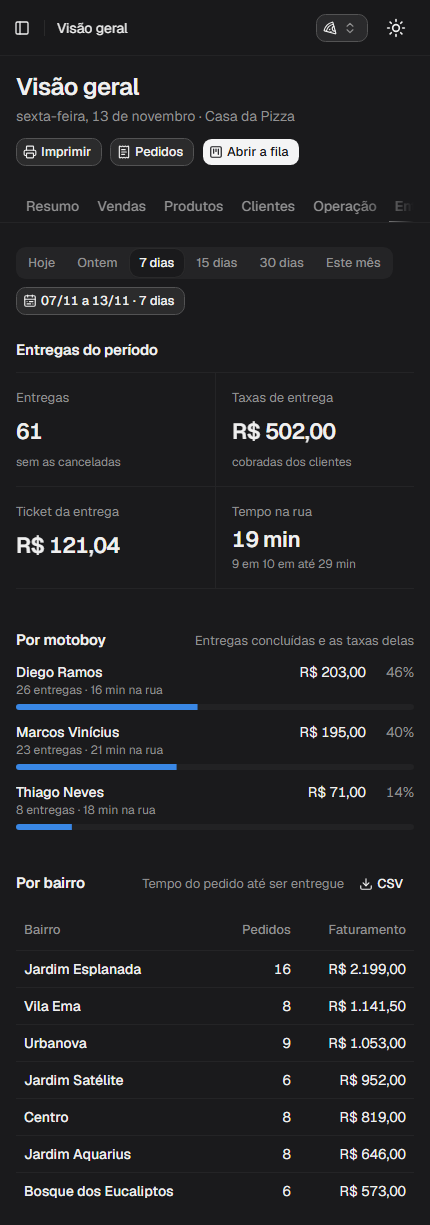 Visão geral
Visão geral
sexta-feira, 13 de novembro · Casa da Pizza
Imprimir Pedidos Abrir a fila
Resumo Vendas Produtos Clientes Operação
Hoje Ontem 7 dias 15 dias 30 dias Este mês
07/11 a 13/11 · 7 dias
Entregas do período
Entregas Taxas de entrega
61 R$ 502,00
sem as canceladas cobradas dos clientes
Ticket da entrega Tempo na rua
R$ 121,04 19 min
9 em 10 em até 29 min
Por motoboy Entregas concluídas e as taxas delas
Diego Ramos R$ 203,00 46%
26 entregas · 16 min na rua
Marcos Vinícius R$ 195,00 40%
23 entregas · 21 min na rua
Thiago Neves R$ 71,00 14%
8 entregas · 18 min na rua
Por bairro Tempo do pedido até ser entregue CSV
Bairro Pedidos Faturamento
Jardim Esplanada 16 R$ 2.199,00
Vila Ema 8 R$ 1.141,50
Urbanova 9 R$ 1.053,00
Jardim Satélite 6 R$ 952,00
Centro 8 R$ 819,00
Jardim Aquarius 8 R$ 646,00
Bosque dos Eucaliptos 6 R$ 573,00